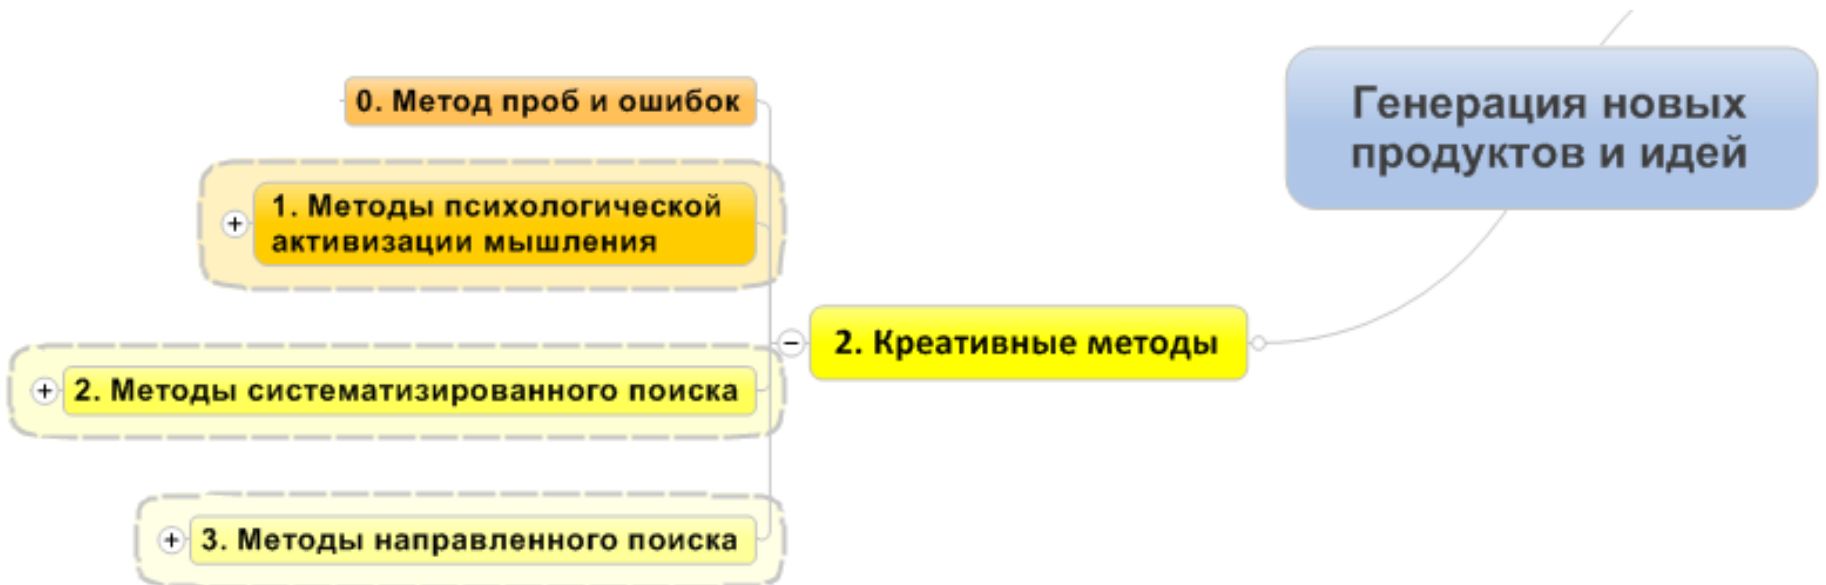 Генерация новых
продуктов и идей
2. Креативные методы
0. Метод проб и ошибок
1. Методы психологической
активизации мышления
2. Методы систематизированного поиска
3. Методы направленного поиска